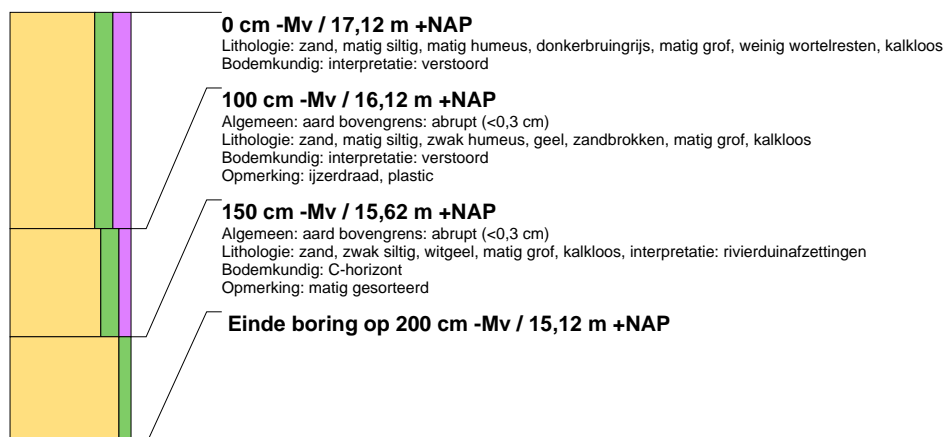 0 cm -Mv / 17,12 m +NAP
Lithologie: zand, matig siltig, matig humeus, donkerbruingrijs, matig grof, weinig wortelresten, kalkloos
Bodemkundig: interpretatie: verstoord
100 cm -Mv / 16,12 m +NAP
Algemeen: aard bovengrens: abrupt (<0,3 cm)
Lithologie: zand, matig siltig, zwak humeus, geel, zandbrokken, matig grof, kalkloos
Bodemkundig: interpretatie: verstoord
Opmerking: ijzerdraad, plastic
150 cm -Mv / 15,62 m +NAP
Algemeen: aard bovengrens: abrupt (<0,3 cm)
Lithologie: zand, zwak siltig, witgeel, matig grof, kalkloos, interpretatie: rivierduinafzettingen
Bodemkundig: C-horizont
Opmerking: matig gesorteerd
Einde boring op 200 cm -Mv / 15,12 m +NAP